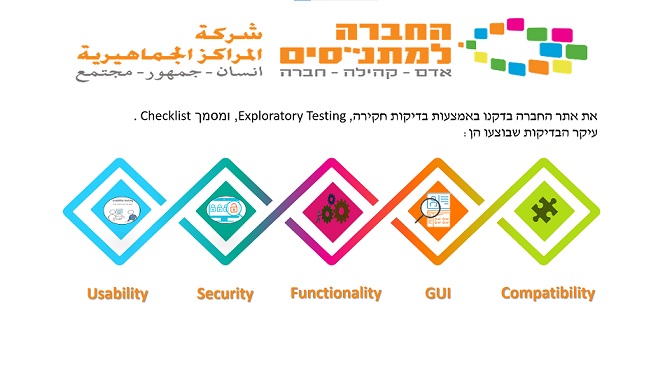 החברה
למתנ״סים
אדם - קהילה - חברה
شركة
المراكز الجماهيرية
انسان - جمهور - مجتمع
את אתר החברה בדקנו באמצעות בדיקות חקירה, Exploratory Testing, ומסמך Checklist .
עיקר הבדיקות שבוצעו הן :
Usability
Security
Functionality
GUI
Compatibility